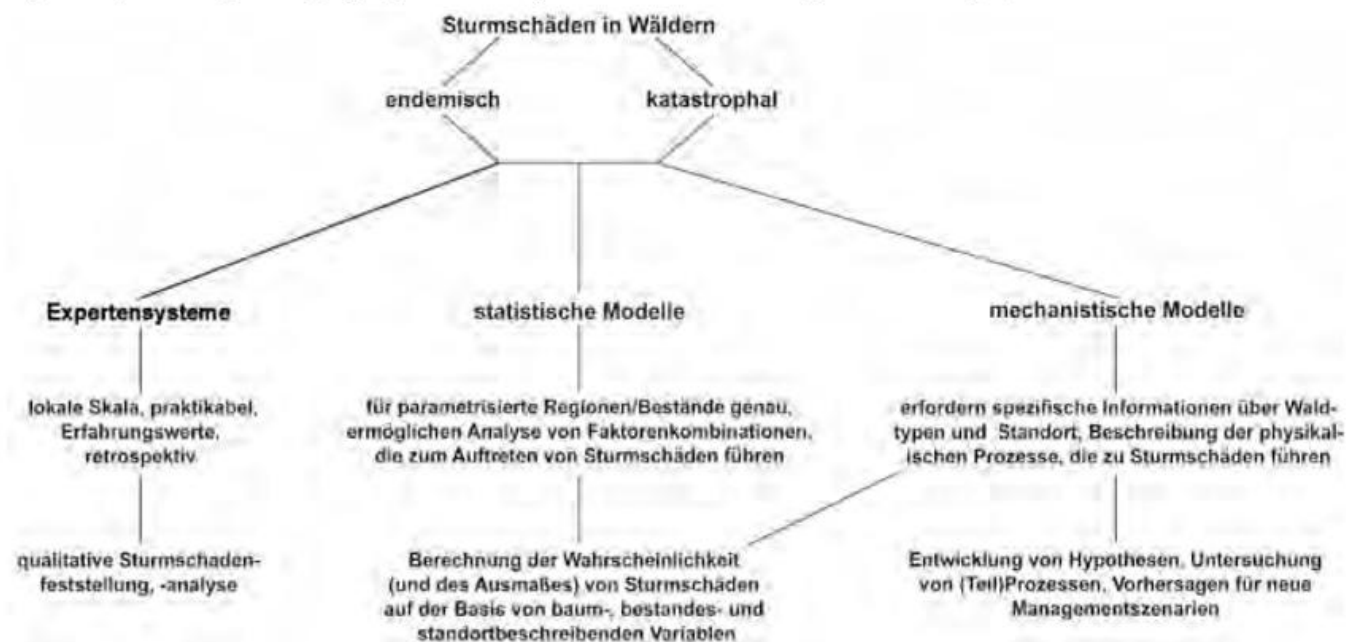 Sturmschäden in Wäldern
endemisch
katastrophal
Expertensysteme
statistische Modelle
mechanistische Modelle
lokale Skala, praktikabel,
Erfahrungswerte,
retrospektiv
für parametrisierte Regionen/Bestände genau,
ermöglichen Analyse von Faktorenkombinationen,
die zum Auftreten von Sturmschäden führen
erfordern spezifische Informationen über Wald-
typen und Standort, Beschreibung der physikal-
ischen Prozesse, die zu Sturmschäden führen
qualitative Sturmschaden-
feststellung, -analyse
Berechnung der Wahrscheinlichkeit
(und des Ausmaßes) von Sturmschäden
auf der Basis von baum-, bestandes- und
standortbeschreibenden Variablen
Entwicklung von Hypothesen, Untersuchung
von (Teil)Prozessen, Vorhersagen für neue
Managementszenarien